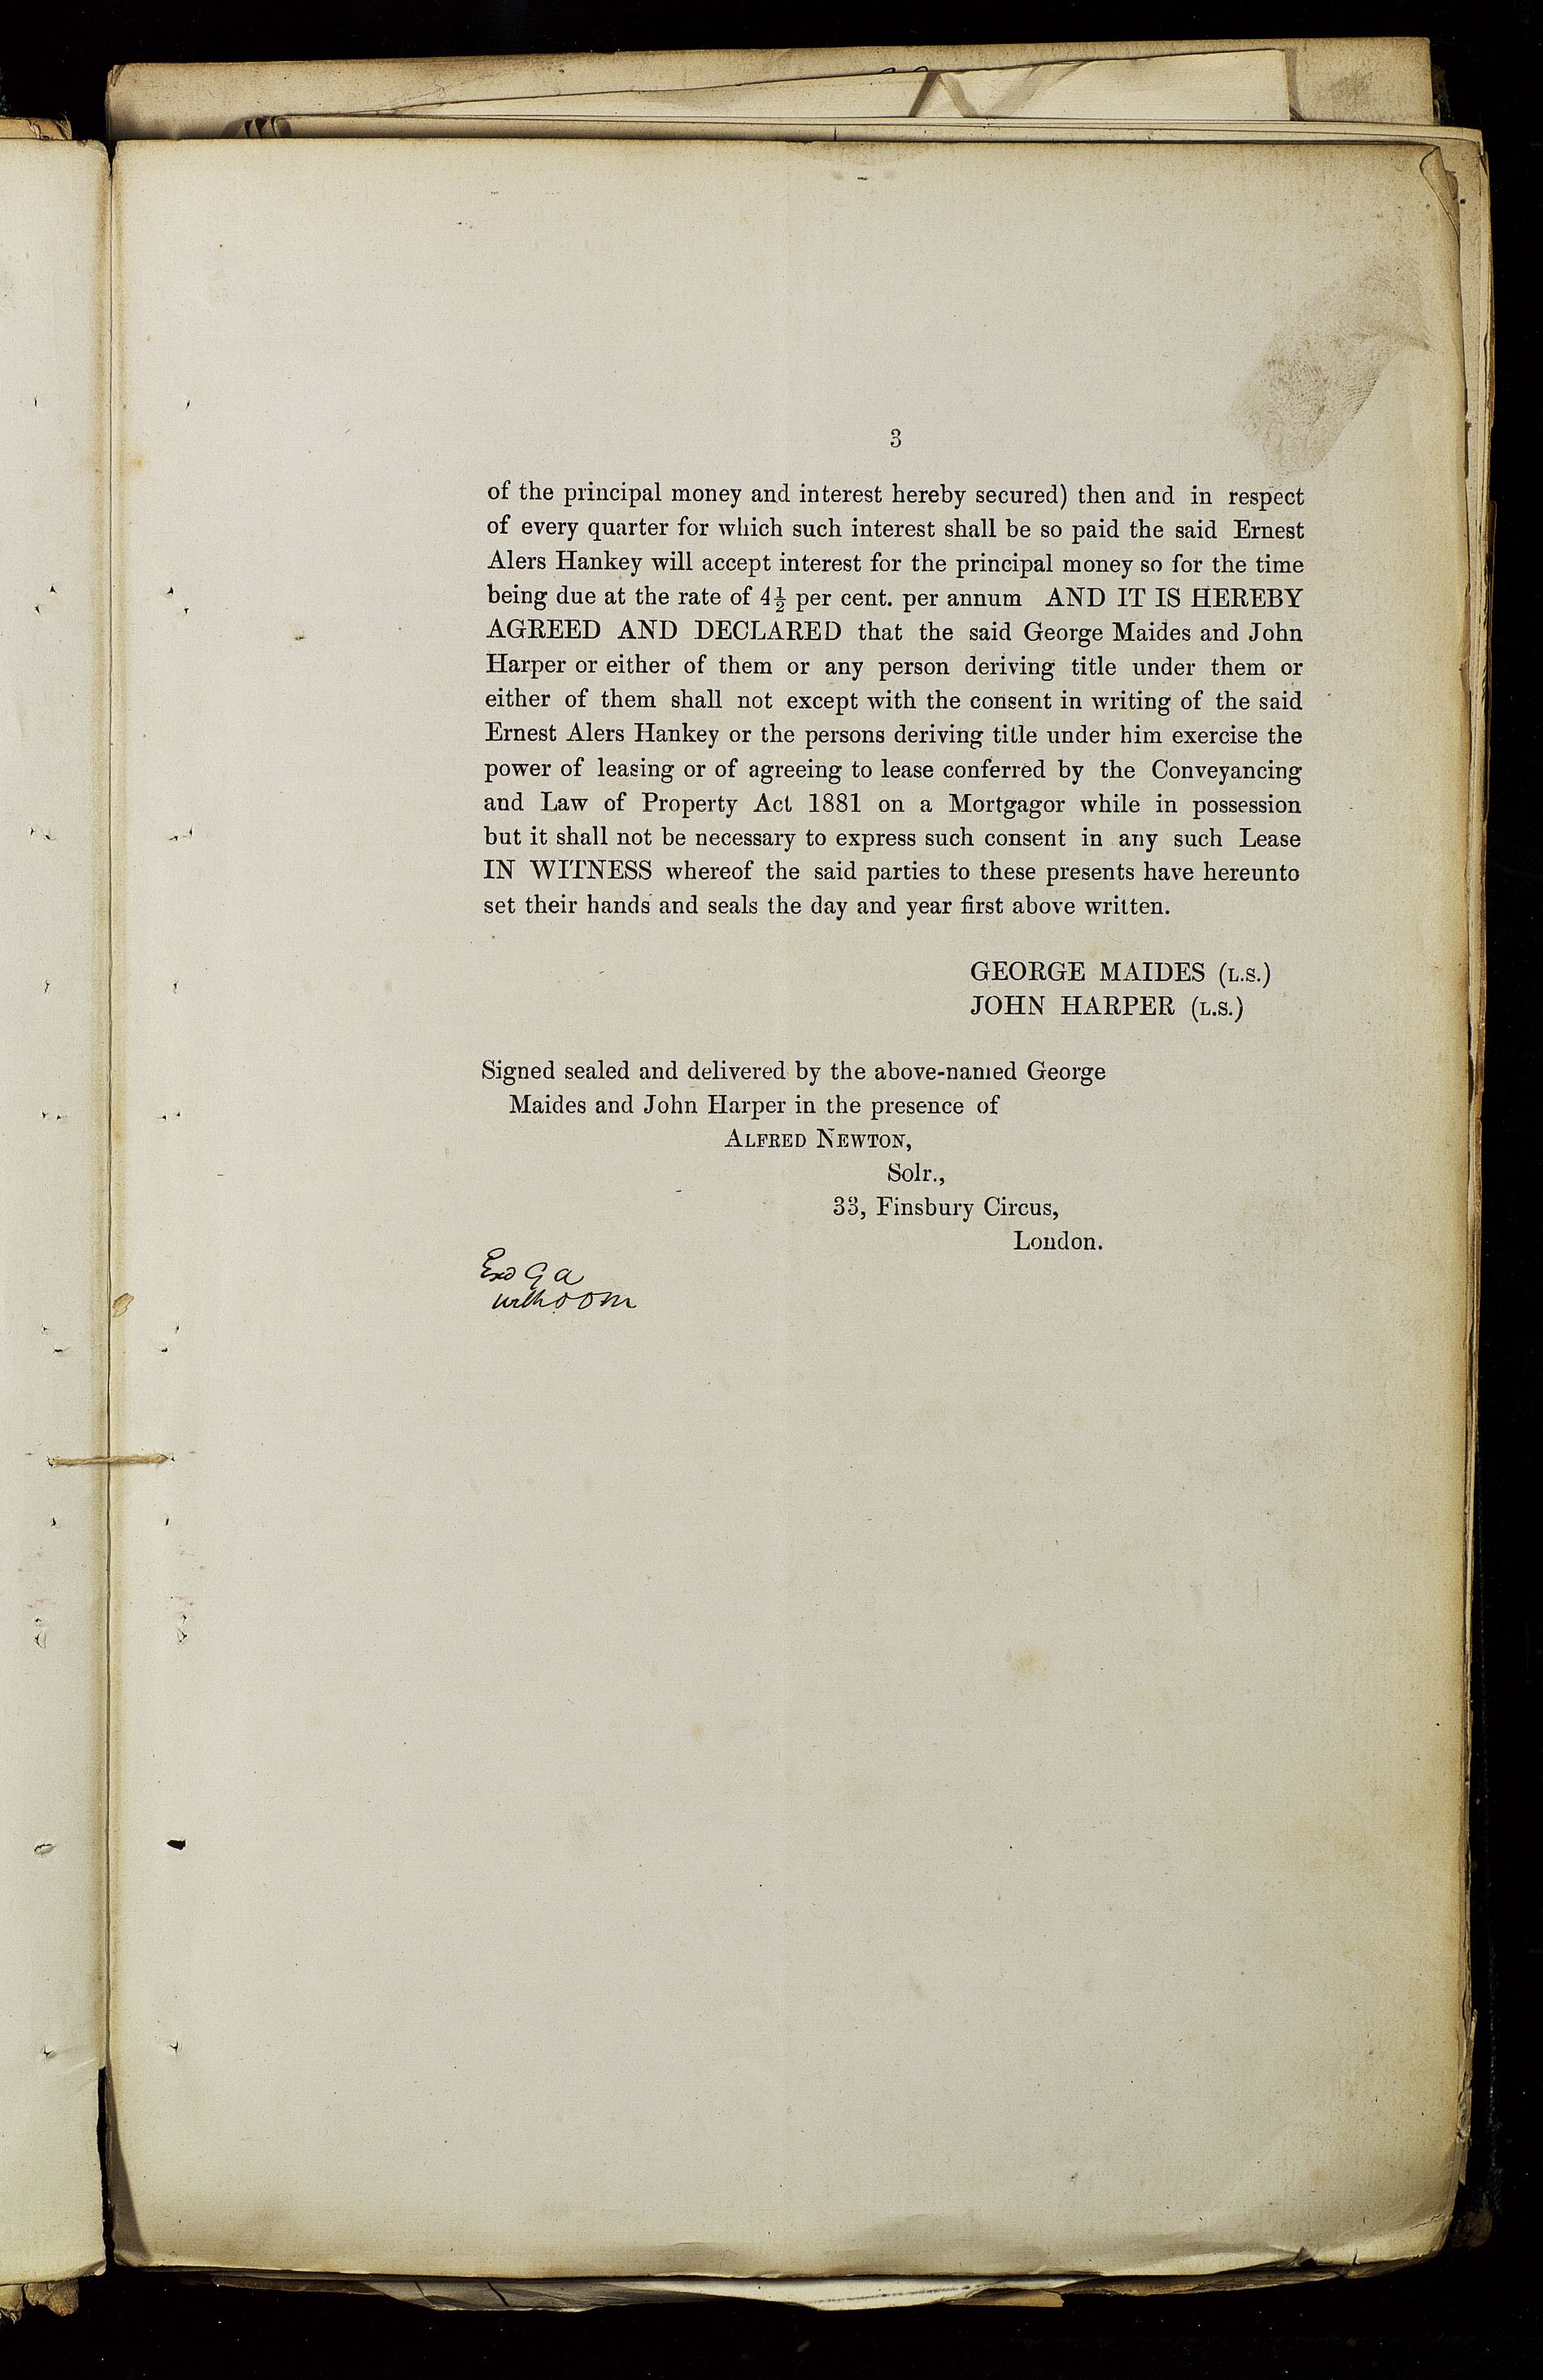 3
of the principal money and interest hereby secured) then and in respect
of every quarter for which such interest shall be so paid the said Ernest
Alers Hankey will accept interest for the principal money so for the time
being due at the rate of 4½ per cent. per annum AND IT IS HEREBY
AGREED AND DECLARED that the said George Maides and John
Harper or either of them or any person deriving title under them or
either of them shall not except with the consent in writing of the said
Ernest Alers Hankey or the persons deriving title under him exercise the
power of leasing or of agreeing to lease conferred by the Conveyancing
and Law of Property Act 1881 on a Mortgagor while in possession
but it shall not be necessary to express such consent in any such Lease
IN WITNESS whereof the said parties to these presents have hereunto
set their hands and seals the day and year first above written.
GEORGE MAIDES (L.S.)
JOHN HARPER (L.S.)
Signed sealed and delivered by the above-named George
Maides and John Harper in the presence of
ALFRED NEWTON,
Solr.,
33, Finsbury Circus,
London.